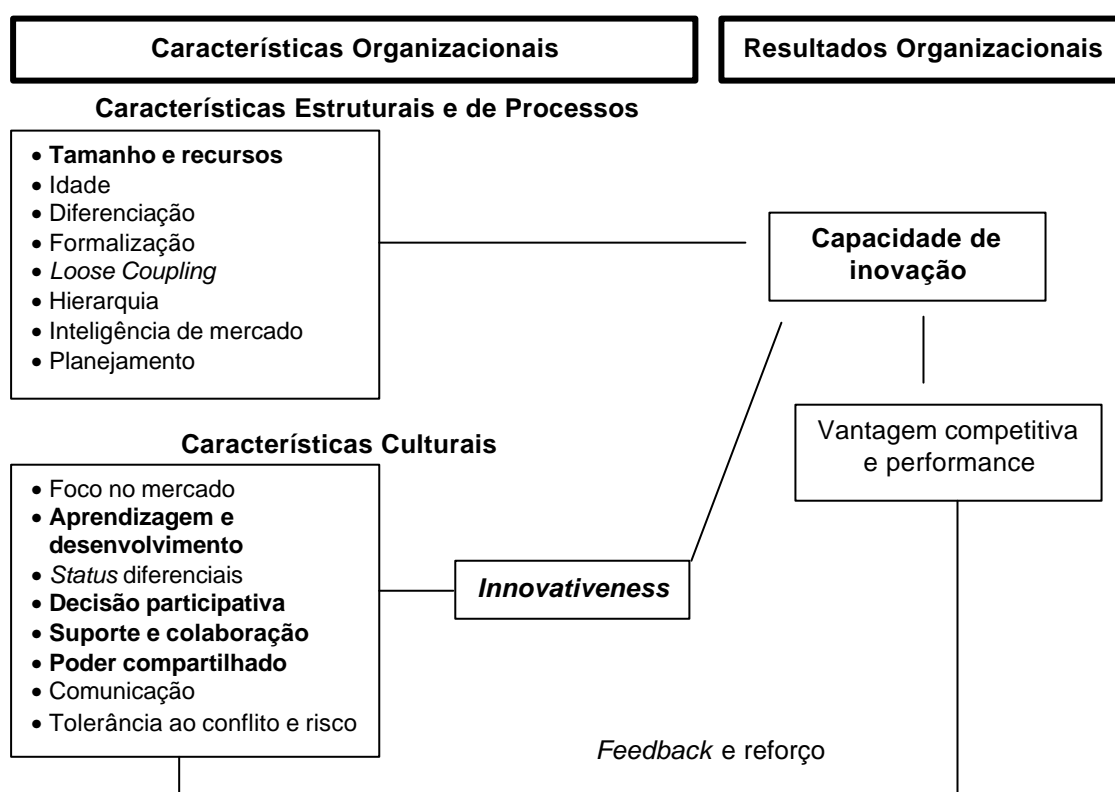 Características Organizacionais
Resultados Organizacionais
Características Estruturais e de Processos
• Tamanho e recursos
• Idade
• Diferenciação
• Formalização
• Loose Coupling
• Hierarquia
• Inteligência de mercado
• Planejamento
Capacidade de
inovação
Vantagem competitiva
e performance
Características Culturais
• Foco no mercado
• Aprendizagem e
desenvolvimento
• Status diferenciais
• Decisão participativa
• Suporte e colaboração
• Poder compartilhado
• Comunicação
• Tolerância ao conflito e risco
Innovativeness
Feedback e reforço